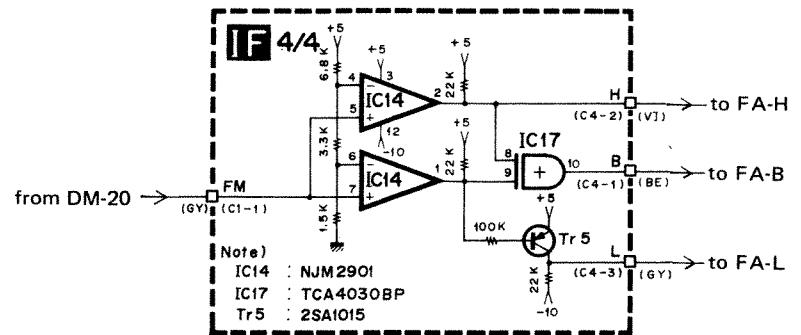 IF 4/4
+5
6.8K
+5
3
4
−
IC14
5
+
2
12
-10
+5
22K
3.3K
6
−
IC14
7
+
1
+5
22K
1.5K
from DM-20
FM
(GY) (C1-1)
IC17
8
9
+
10
H
(C4-2) (VI)
to FA-H
B
(C4-1) (BE)
to FA-B
100K
+5
Tr 5
22K
-10
L
(C4-3) (GY)
to FA-L
Note)
IC14 : NJM2901
IC17 : TCA4030BP
Tr5 : 2SA1015